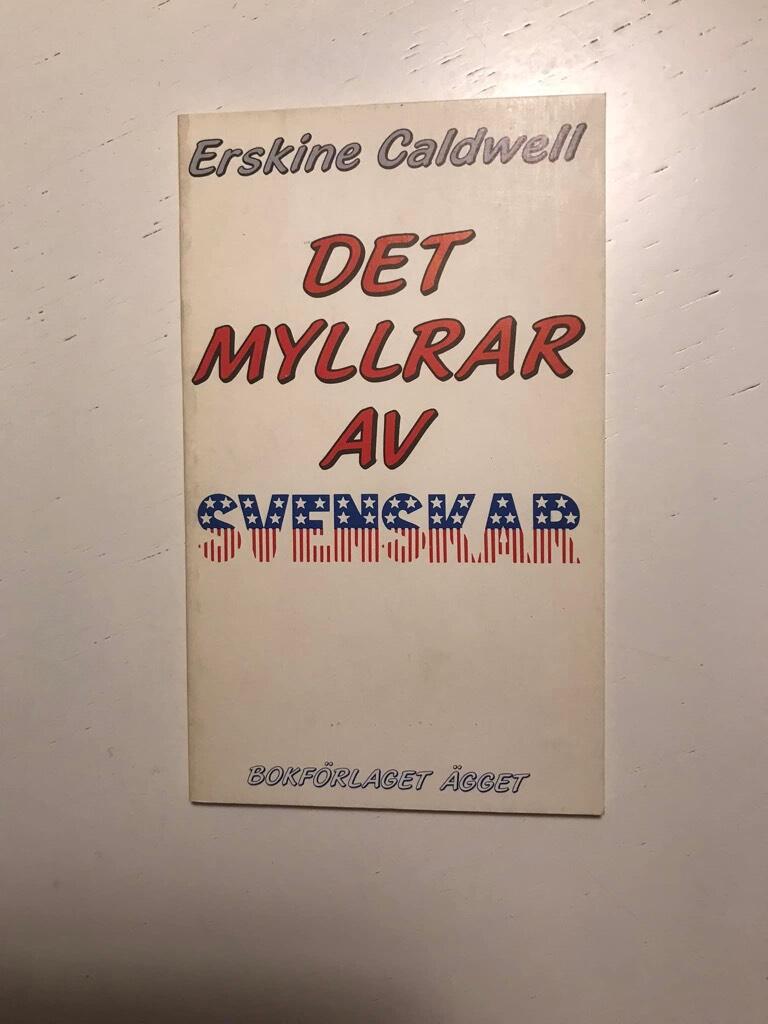 Erskine Caldwell
DET
MYLLRAR
AV
SVENSKAR
BOKFÖRLAGET ÄGGET